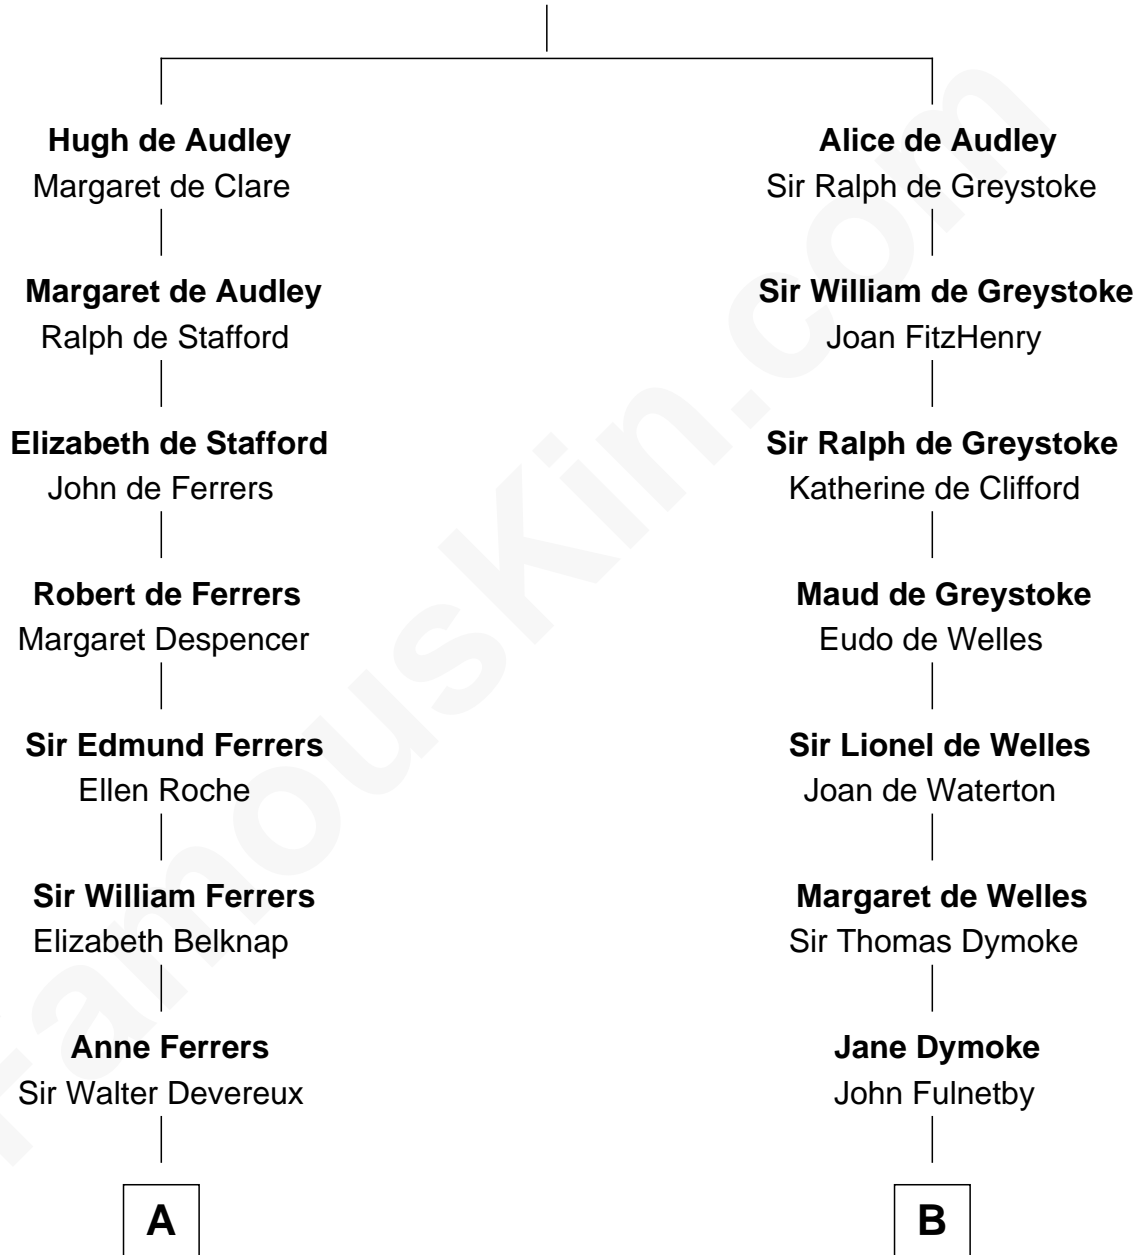 Hugh de Audley
Margaret de Clare
Margaret de Audley
Ralph de Stafford
Elizabeth de Stafford
John de Ferrers
Robert de Ferrers
Margaret Despencer
Sir Edmund Ferrers
Ellen Roche
Sir William Ferrers
Elizabeth Belknap
Anne Ferrers
Sir Walter Devereux
A
Alice de Audley
Sir Ralph de Greystoke
Sir William de Greystoke
Joan FitzHenry
Sir Ralph de Greystoke
Katherine de Clifford
Maud de Greystoke
Eudo de Welles
Sir Lionel de Welles
Joan de Waterton
Margaret de Welles
Sir Thomas Dymoke
Jane Dymoke
John Fulnetby
B
FamousKin.com